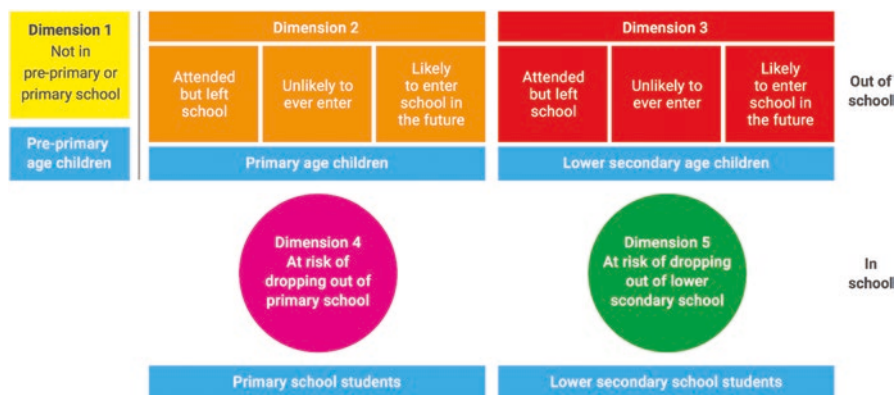 Dimension 1
Not in
pre-primary or
primary school
Pre-primary
age children
Dimension 2
Attended
but left
school
Unlikely to
ever enter
Likely
to enter
school in
the future
Primary age children
Dimension 3
Attended
but left
school
Unlikely to
ever enter
Likely
to enter
school in
the future
Lower secondary age children
Out of
school
Dimension 4
At risk of
dropping out of
primary school
Dimension 5
At risk of dropping
out of lower
scondary school
In
school
Primary school students
Lower secondary school students